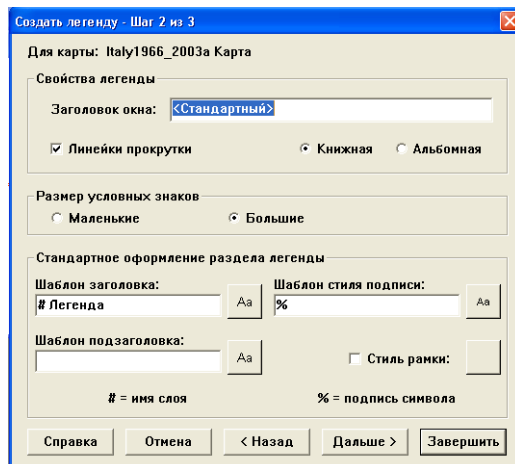 Создать легенду - Шаг 2 из 3
Для карты: Italy1966_2003a Карта
Свойства легенды
Заголовок окна: <Стандартный>
Линейки прокрутки Книжная Альбомная
Размер условных знаков
Маленькие Большие
Стандартное оформление раздела легенды
Шаблон заголовка: Шаблон стиля подписи:
# Легенда Aa % Aa
Шаблон подзаголовка:
Aa Стиль рамки:
# = имя слоя % = подпись символа
Справка Отмена < Назад Дальше > Завершить